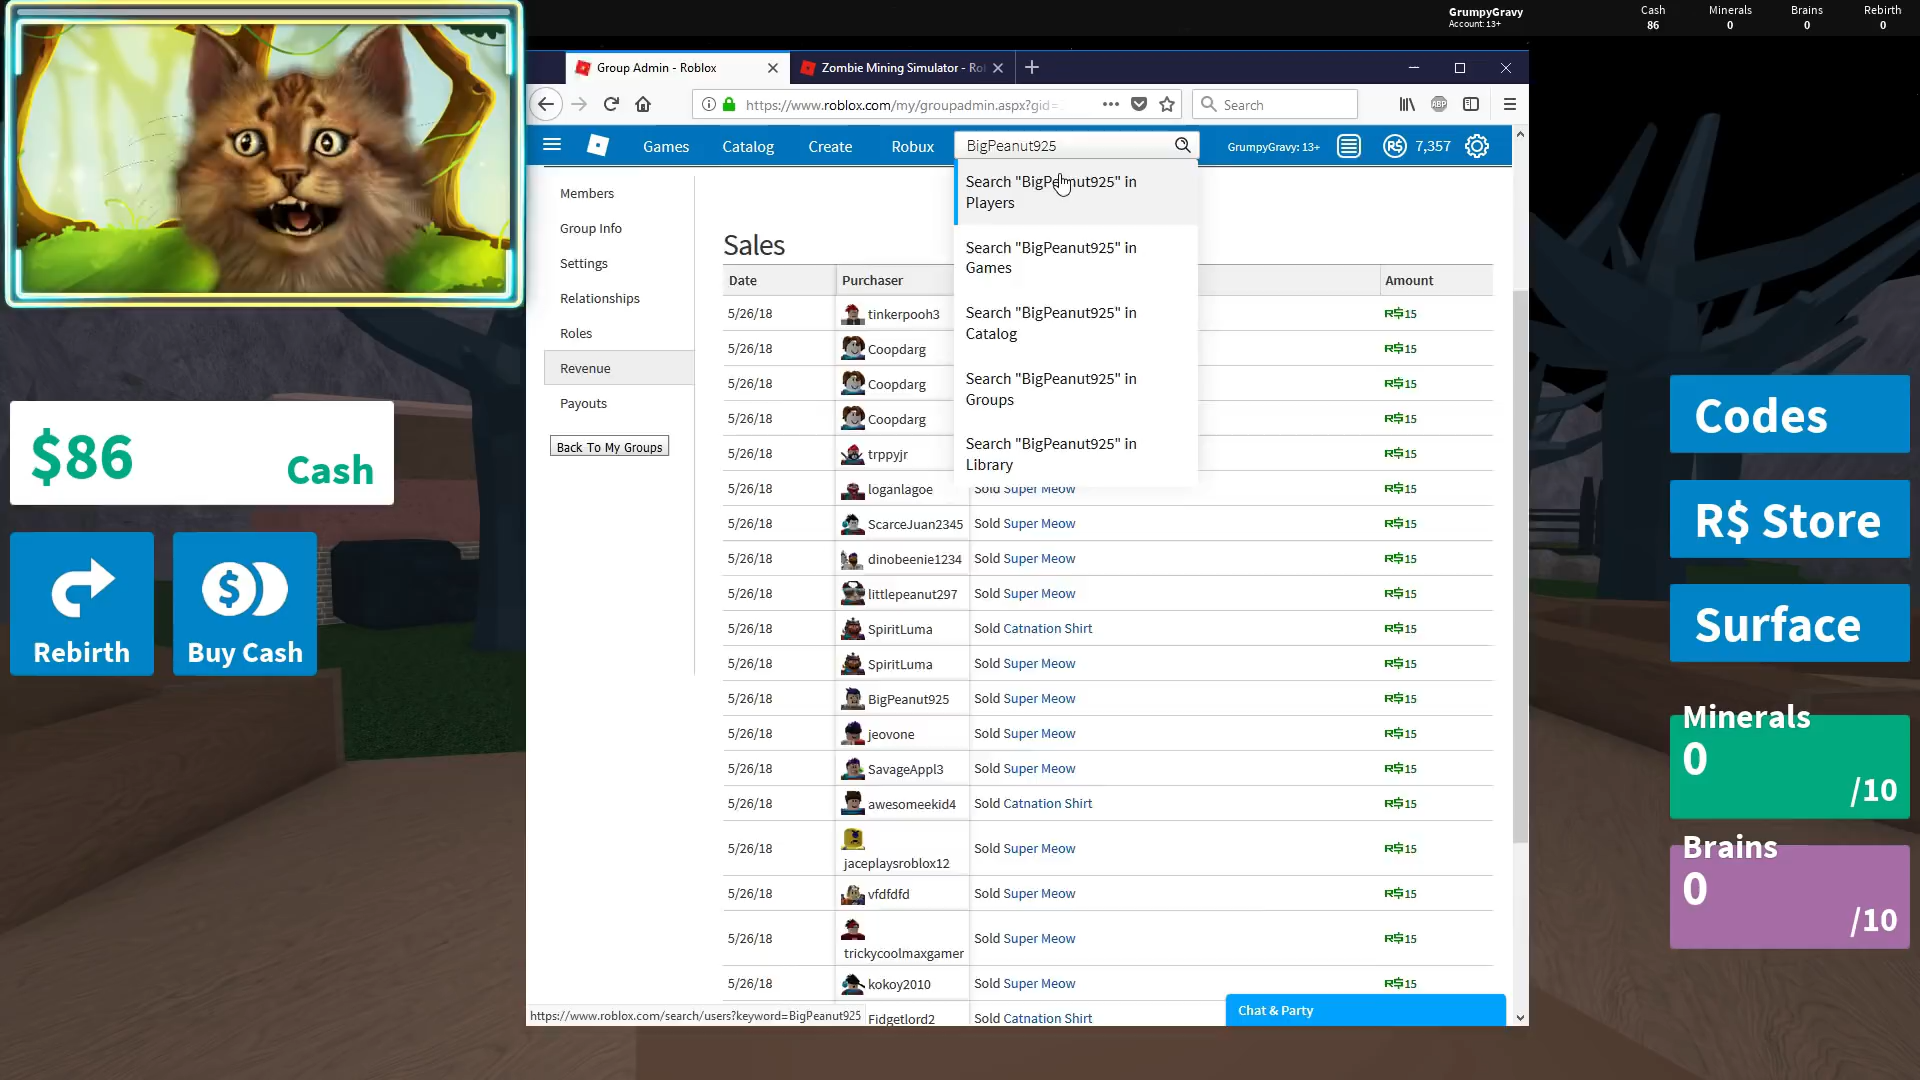 GrumpyGravy
Account: 13+
Cash
86
Minerals
0
Brains
0
Rebirth
0
Group Admin - Roblox
Zombie Mining Simulator - Ro
https://www.roblox.com/my/groupadmin.aspx?gid=
Search
ABP
Games
Catalog
Create
Robux
BigPeanut925
GrumpyGravy: 13+
R$
7,357
Search "BigPeanut925" in
Players
Search "BigPeanut925" in
Games
Search "BigPeanut925" in
Catalog
Search "BigPeanut925" in
Groups
Search "BigPeanut925" in
Library
Members
Group Info
Settings
Relationships
Roles
Revenue
Payouts
Back To My Groups
Sales
Date Purchaser Amount
5/26/18 tinkerpooh3 R$15
5/26/18 Coopdarg R$15
5/26/18 Coopdarg R$15
5/26/18 Coopdarg R$15
5/26/18 trppyjr R$15
5/26/18 loganlagoe Sold Super Meow R$15
5/26/18 ScarceJuan2345 Sold Super Meow R$15
5/26/18 dinobeenie1234 Sold Super Meow R$15
5/26/18 littlepeanut297 Sold Super Meow R$15
5/26/18 SpiritLuma Sold Catnation Shirt R$15
5/26/18 SpiritLuma Sold Super Meow R$15
5/26/18 BigPeanut925 Sold Super Meow R$15
5/26/18 jeovone Sold Super Meow R$15
5/26/18 SavageAppl3 Sold Super Meow R$15
5/26/18 awesomeekid4 Sold Catnation Shirt R$15
5/26/18 jaceplaysroblox12 Sold Super Meow R$15
5/26/18 vfdfdfd Sold Super Meow R$15
5/26/18 trickycoolmaxgamer Sold Super Meow R$15
5/26/18 kokoy2010 Sold Super Meow R$15
Fidgetlord2 Sold Catnation Shirt
https://www.roblox.com/search/users?keyword=BigPeanut925
Chat & Party
$86
Cash
Rebirth
Buy Cash
Codes
R$ Store
Surface
Minerals
0
/10
Brains
0
/10